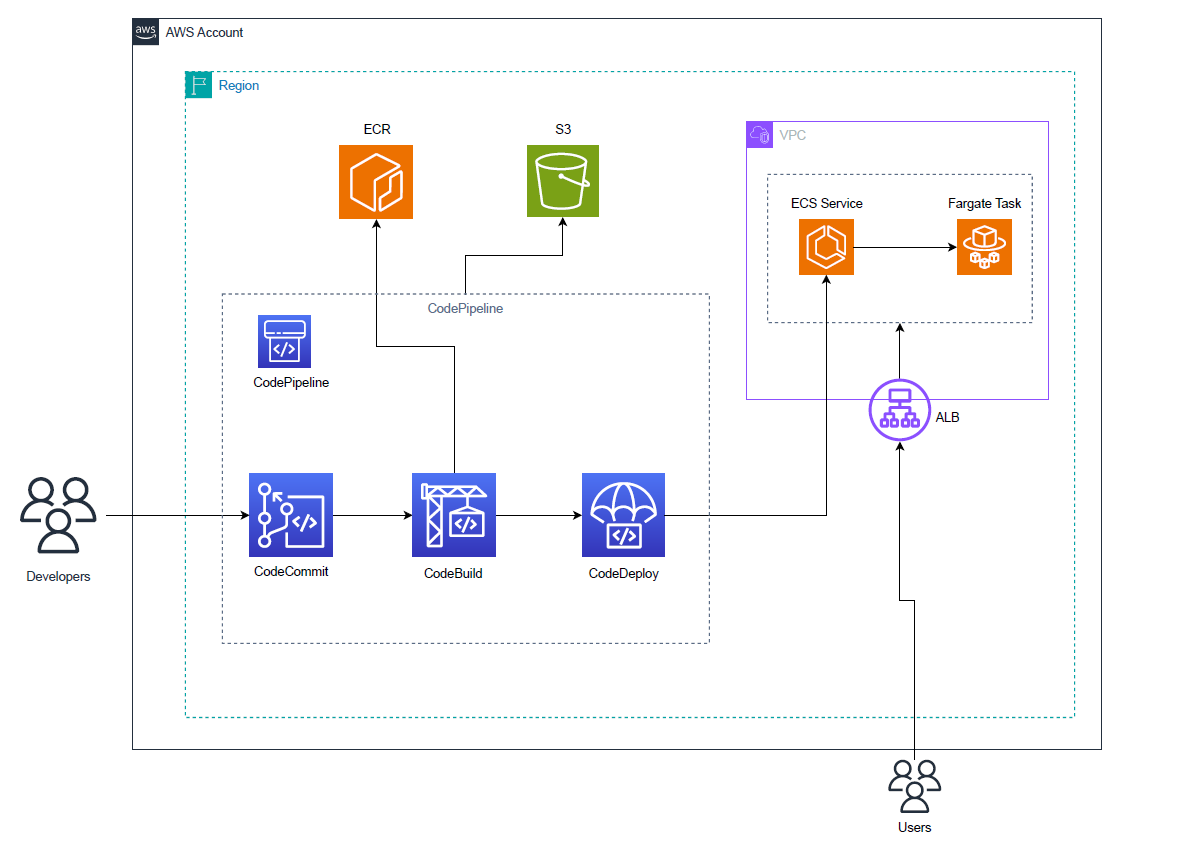 aws
AWS Account
Region
ECR
S3
VPC
ECS Service
Fargate Task
CodePipeline
</>
CodePipeline
ALB
</>
</>
</>
CodeCommit
CodeBuild
CodeDeploy
Developers
Users